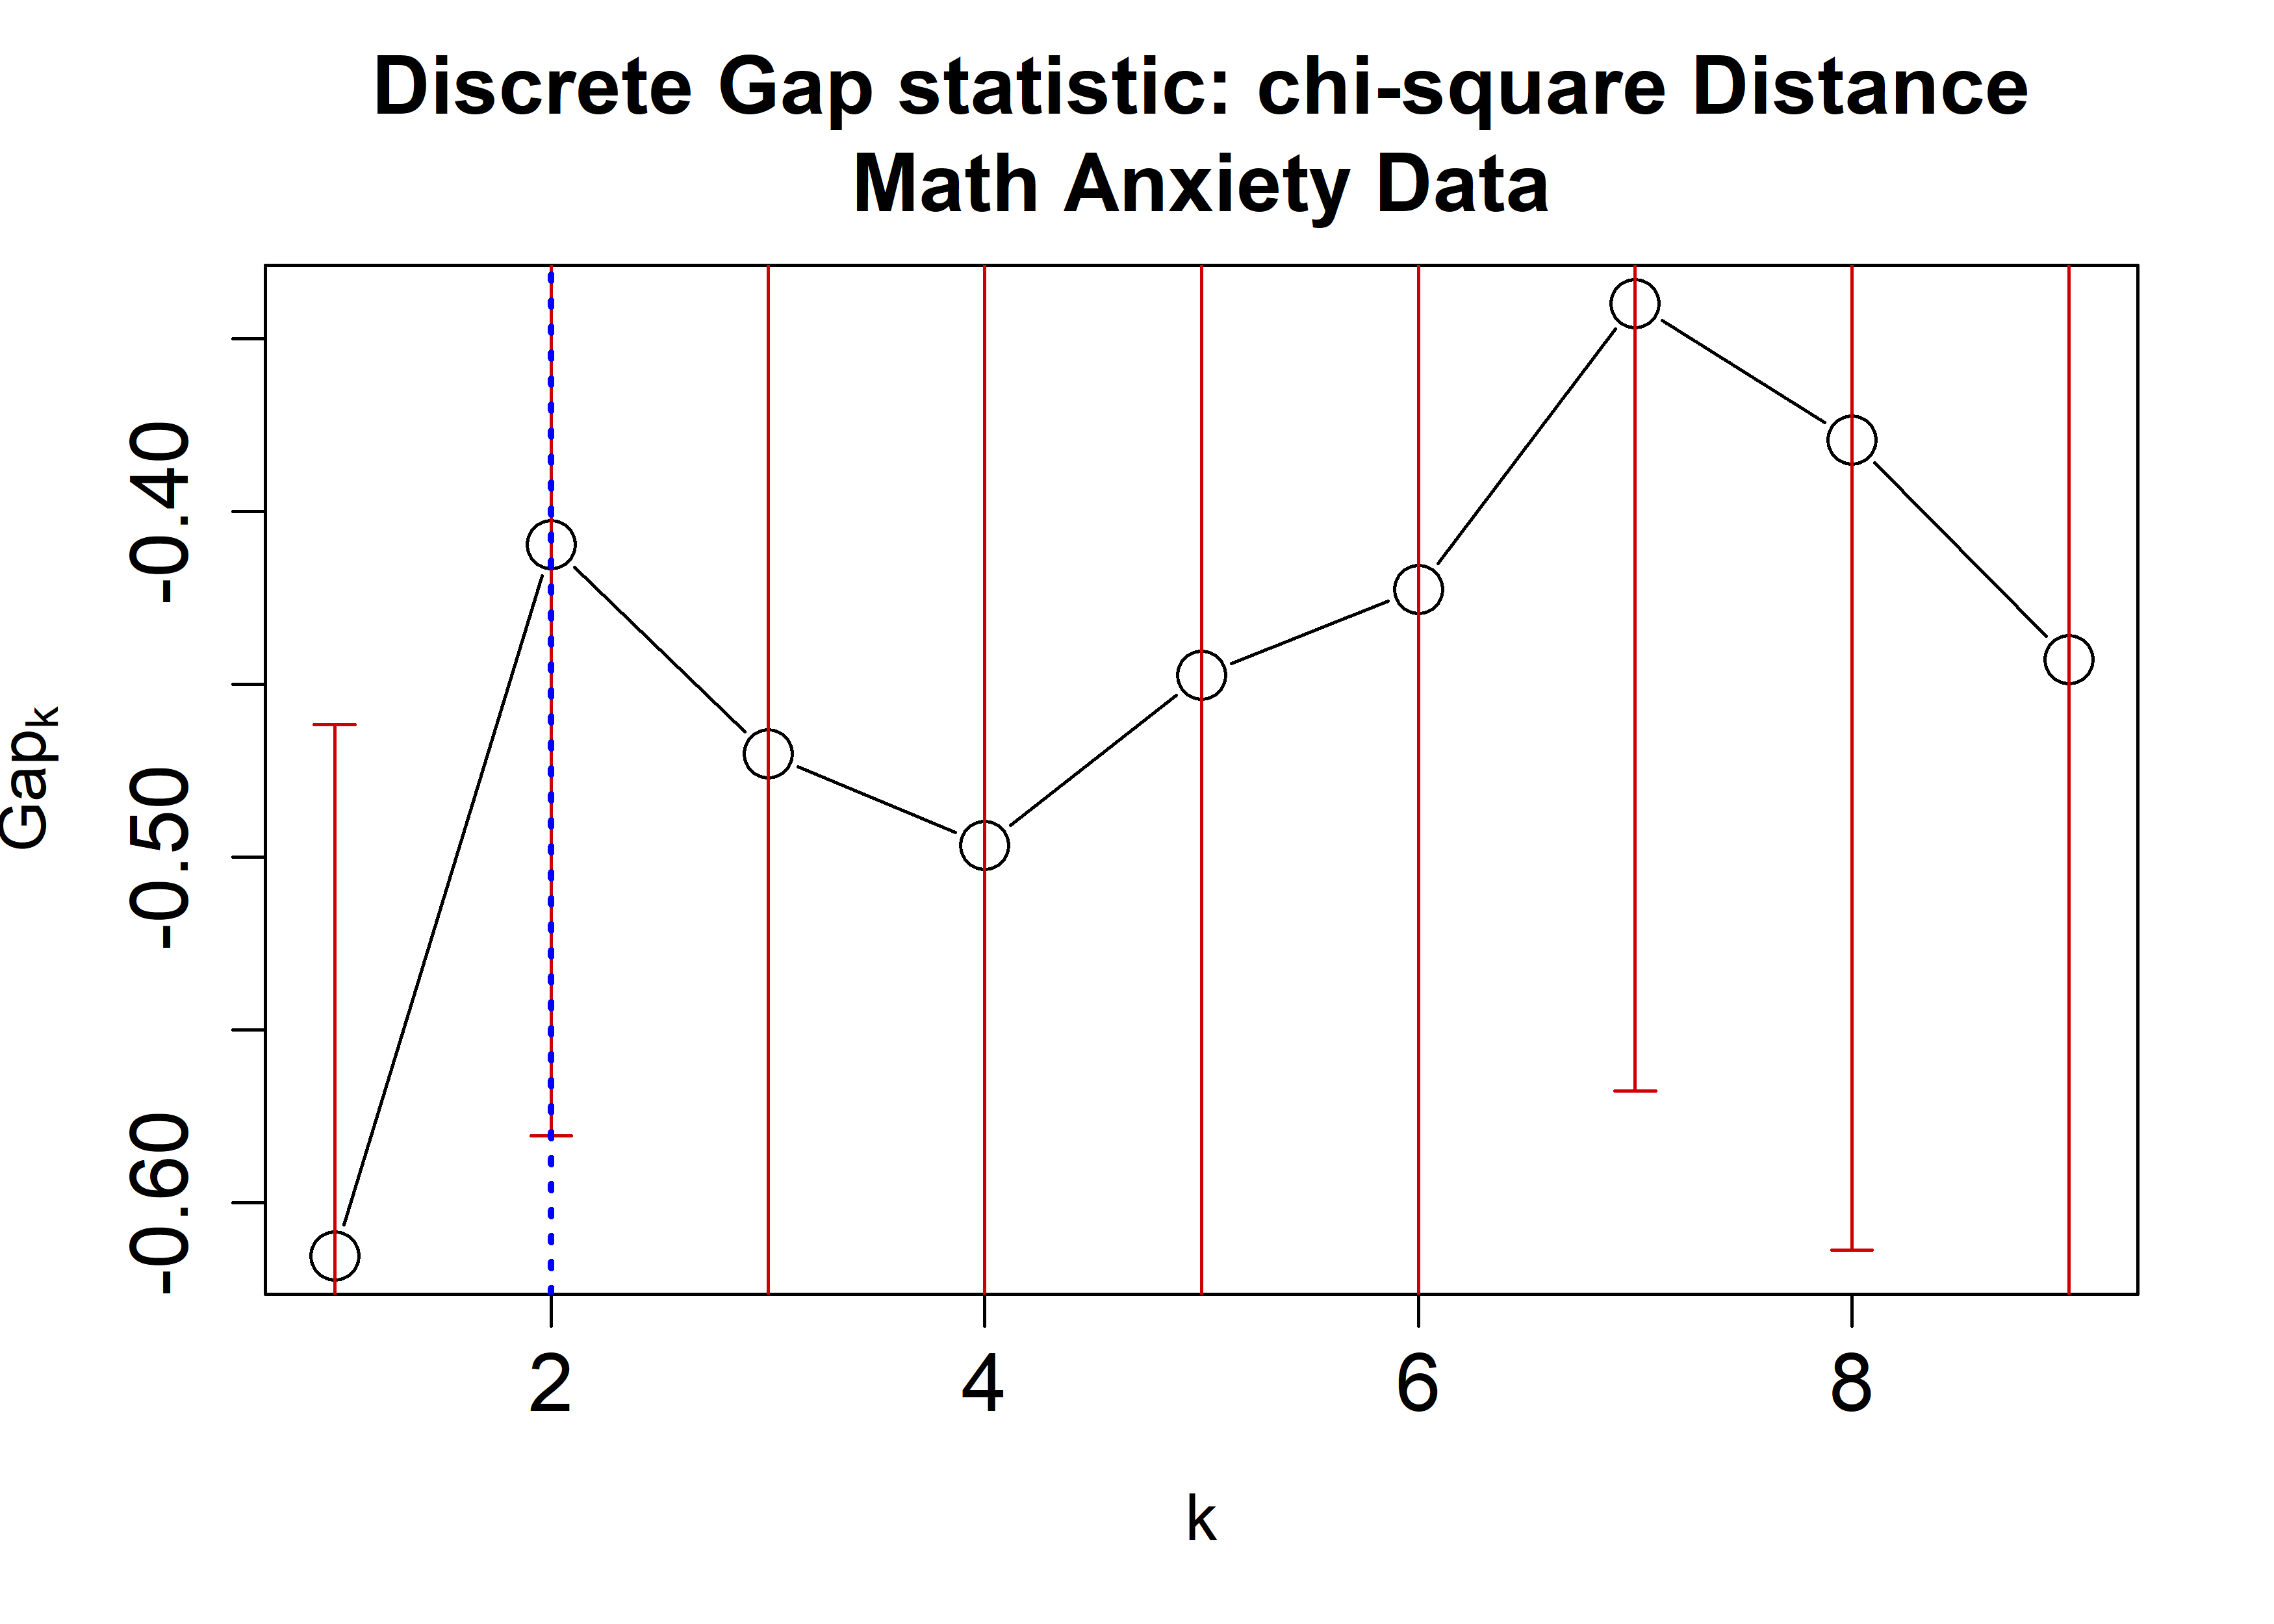 Discrete Gap statistic: chi-square Distance
Math Anxiety Data
Gapk
-0.40
-0.50
-0.60
2 4 6 8
k